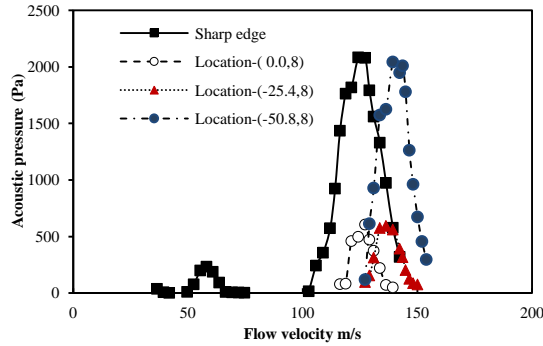 2500
2000
1500
1000
500
0
Acoustic pressure (Pa)
Sharp edge
Location-( 0.0,8)
Location-(-25.4,8)
Location-(-50.8,8)
0
50
100
150
200
Flow velocity m/s